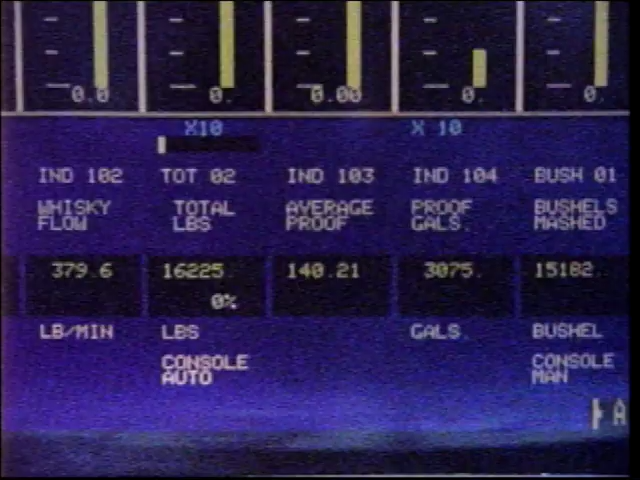 0.0 0. 0.00 0. 0.
X10 X 10
IND 102 TOT 02 IND 103 IND 104 BUSH 01
WHISKY TOTAL AVERAGE PROOF BUSHELS
FLOW LBS PROOF GALS. MASHED
379.6 16225. 140.21 3075. 15182.
0%
LB/MIN LBS GALS. BUSHEL
CONSOLE CONSOLE
AUTO MAN
A